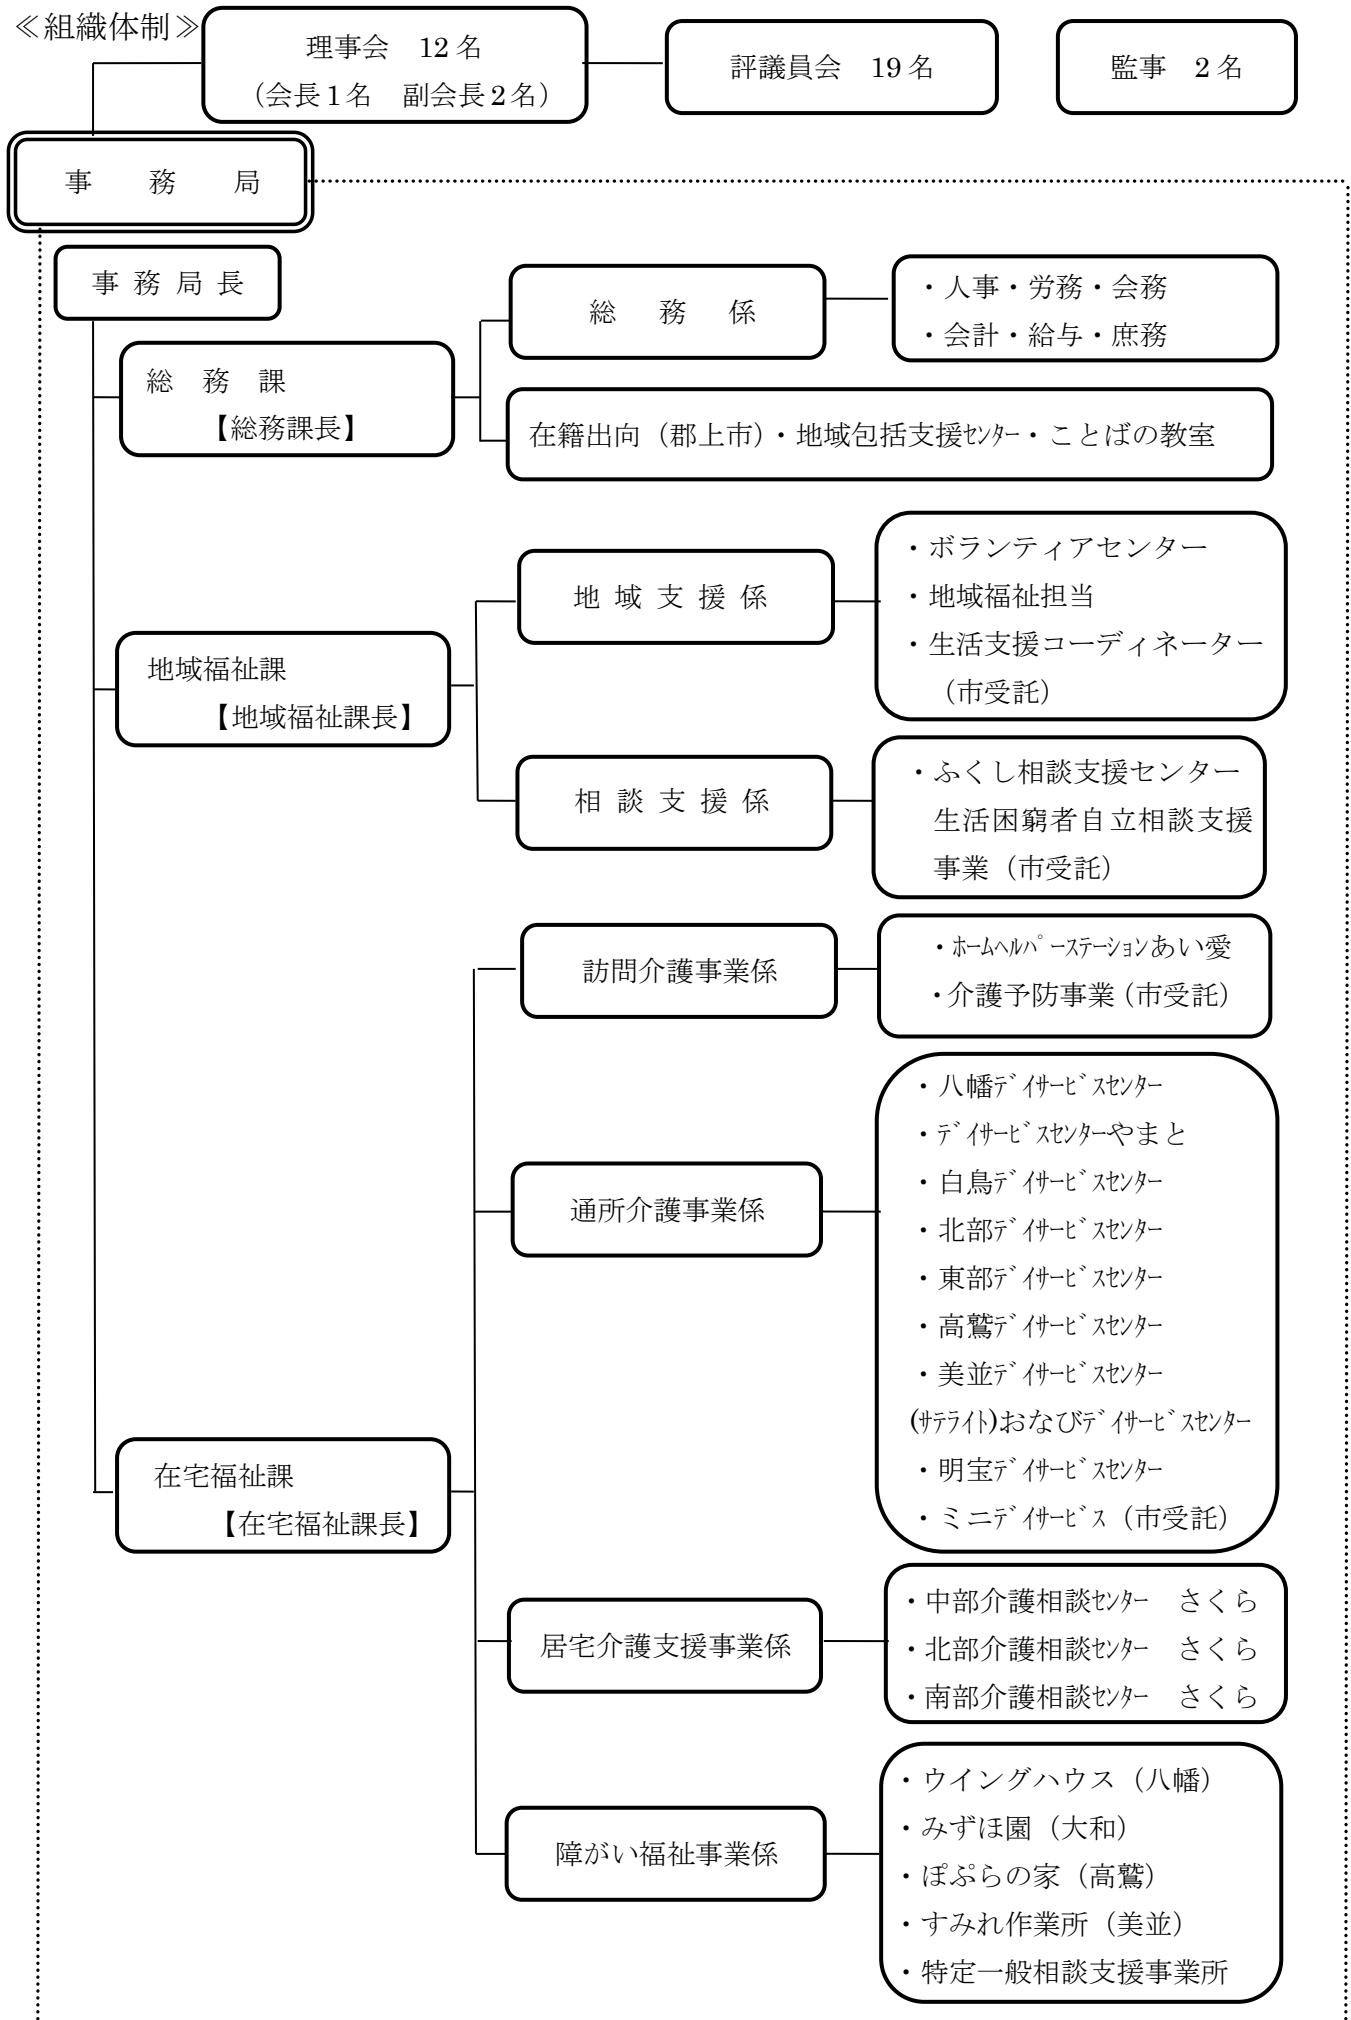 ≪組織体制≫
理事会　12名
（会長1名　副会長2名）
評議員会　19名
監事　2名
事　務　局
事務局長
総　務　課
【総務課長】
総　務　係
・人事・労務・会務
・会計・給与・庶務
在籍出向（郡上市）・地域包括支援ｾﾝﾀｰ・ことばの教室
地域福祉課
【地域福祉課長】
地域支援係
・ボランティアセンター
・地域福祉担当
・生活支援コーディネーター
（市受託）
相談支援係
・ふくし相談支援センター
生活困窮者自立相談支援
事業（市受託）
在宅福祉課
【在宅福祉課長】
訪問介護事業係
・ﾎｰﾑﾍﾙﾊﾟｰｽﾃｰｼｮﾝあい愛
・介護予防事業（市受託）
通所介護事業係
・八幡ﾃﾞｲｻｰﾋﾞｽｾﾝﾀｰ
・ﾃﾞｲｻｰﾋﾞｽｾﾝﾀｰやまと
・白鳥ﾃﾞｲｻｰﾋﾞｽｾﾝﾀｰ
・北部ﾃﾞｲｻｰﾋﾞｽｾﾝﾀｰ
・東部ﾃﾞｲｻｰﾋﾞｽｾﾝﾀｰ
・高鷲ﾃﾞｲｻｰﾋﾞｽｾﾝﾀｰ
・美並ﾃﾞｲｻｰﾋﾞｽｾﾝﾀｰ
(ｻﾃﾗｲﾄ)おなびﾃﾞｲｻｰﾋﾞｽｾﾝﾀｰ
・明宝ﾃﾞｲｻｰﾋﾞｽｾﾝﾀｰ
・ミニﾃﾞｲｻｰﾋﾞｽ（市受託）
居宅介護支援事業係
・中部介護相談ｾﾝﾀｰ　さくら
・北部介護相談ｾﾝﾀｰ　さくら
・南部介護相談ｾﾝﾀｰ　さくら
障がい福祉事業係
・ウイングハウス（八幡）
・みずほ園（大和）
・ぽぷらの家（高鷲）
・すみれ作業所（美並）
・特定一般相談支援事業所